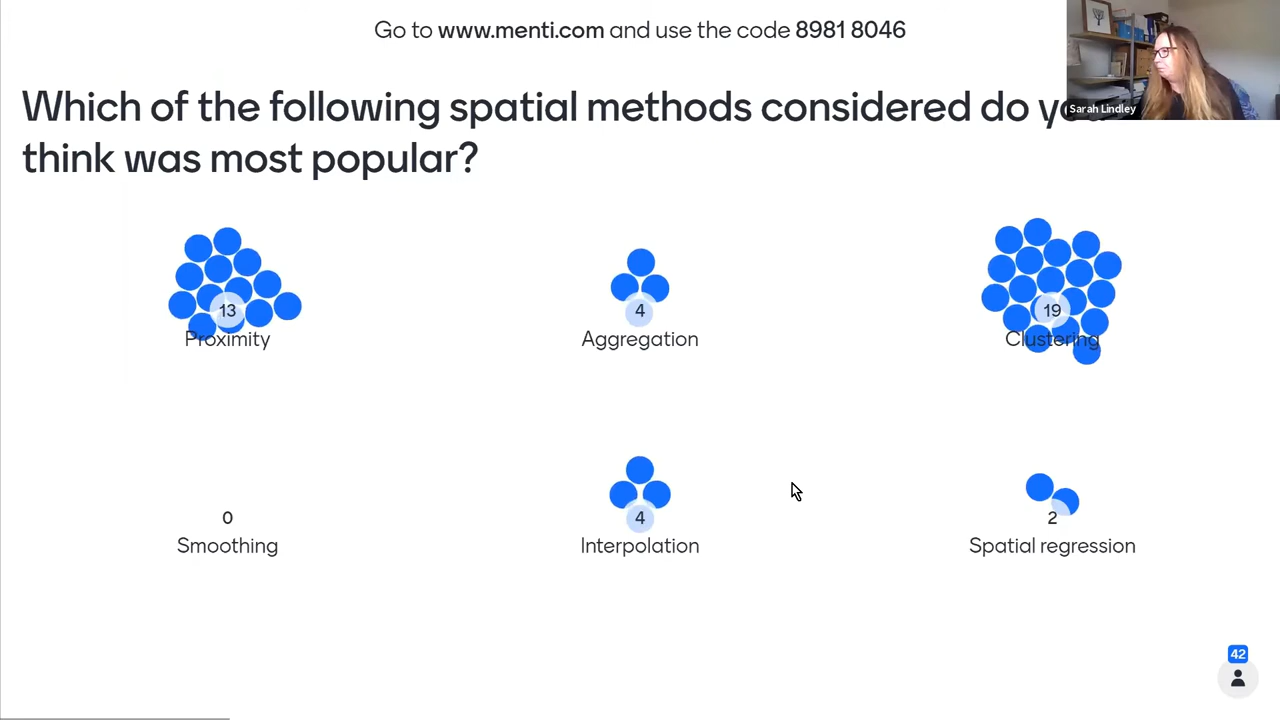 Go to www.menti.com and use the code 8981 8046
Sarah Lindley
Which of the following spatial methods considered do
think was most popular?
13
Proximity
4
Aggregation
19
Clustering
0
Smoothing
4
Interpolation
2
Spatial regression
42